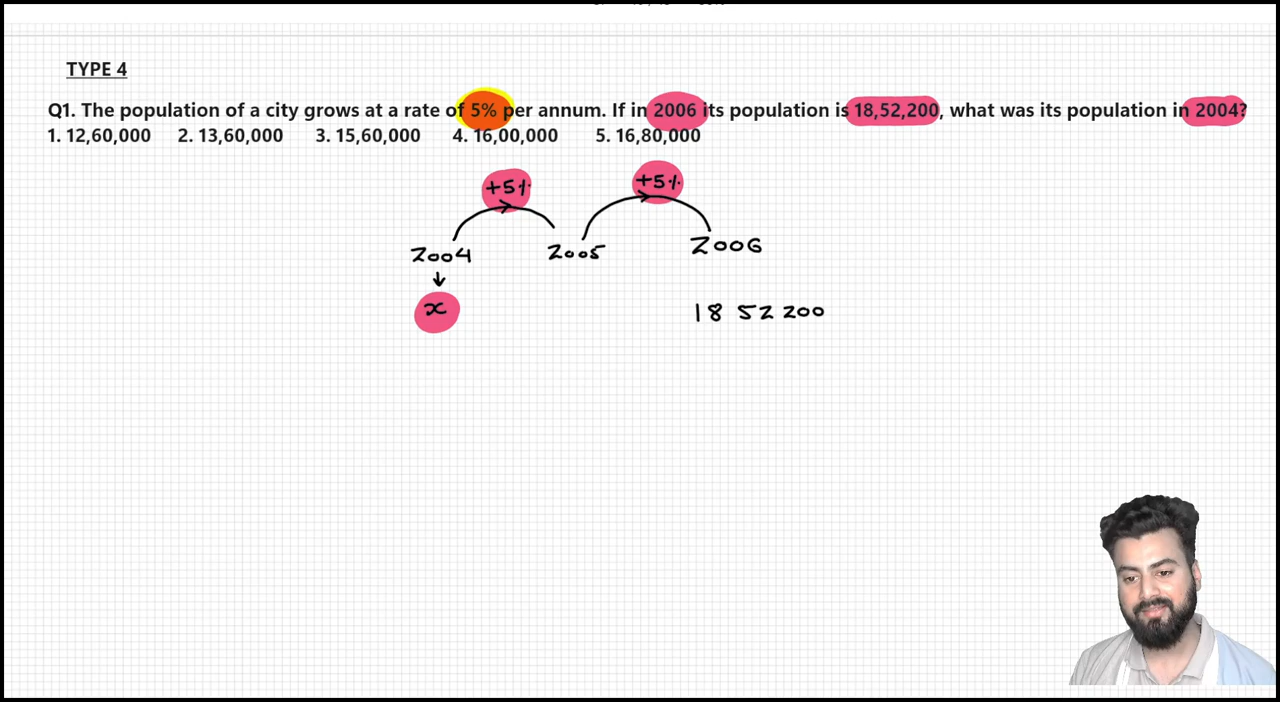 TYPE 4
Q1. The population of a city grows at a rate of 5% per annum. If in 2006 its population is 18,52,200, what was its population in 2004?
1. 12,60,000 2. 13,60,000 3. 15,60,000 4. 16,00,000 5. 16,80,000
+5% +5%
2004 2005 2006
x 18 52 200